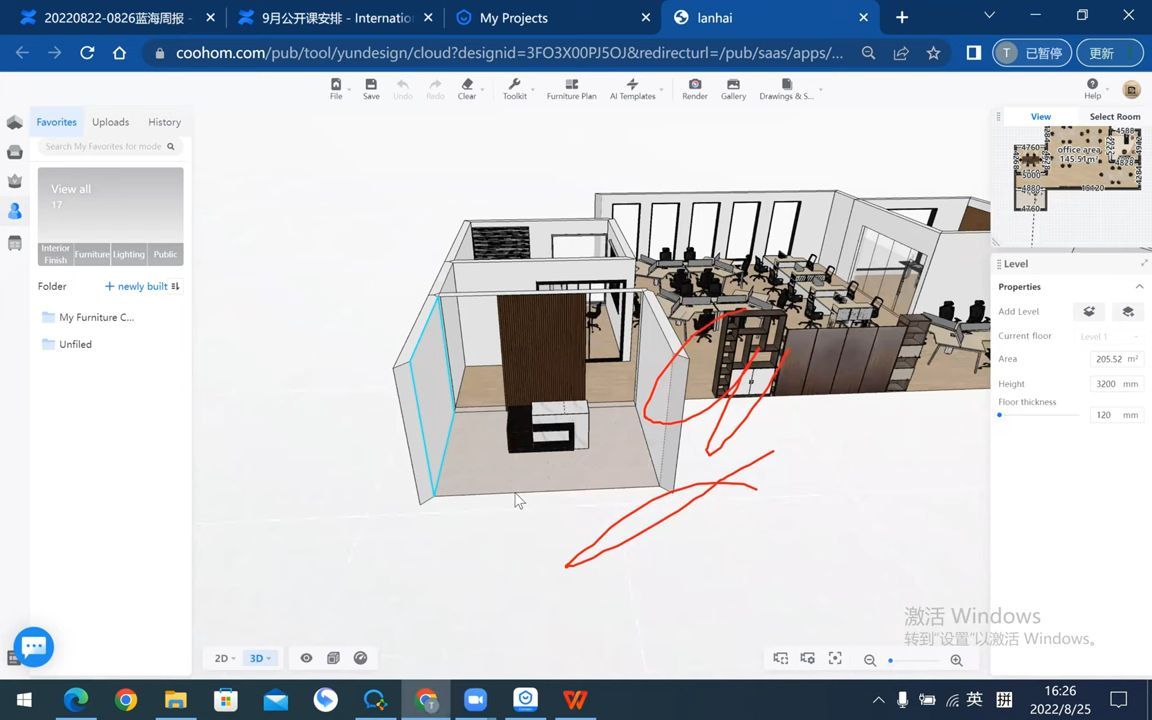 20220822-0826蓝海周报 -
9月公开课安排 - Internatio
My Projects
lanhai
coohom.com/pub/tool/yundesign/cloud?designid=3FO3X00PJ5OJ&redirecturl=/pub/saas/apps/...
T 已暂停
更新
File
Save
Undo
Redo
Clear
Toolkit
Furniture Plan
AI Templates
Render
Gallery
Drawings & S...
Help
Favorites
Uploads
History
Search My Favorites for mode
View all
17
Interior Finish
Furniture
Lighting
Public
Folder
+ newly built
My Furniture C...
Unfiled
View
Select Room
4760
office area
145.51m²
4588
4828
4284
5000
4880
4760
15120
Level
Properties
Add Level
Current floor
Level 1
Area
205.52 m²
Height
3200 mm
Floor thickness
120 mm
2D
3D
激活 Windows
转到"设置"以激活 Windows。
英
拼
16:26
2022/8/25